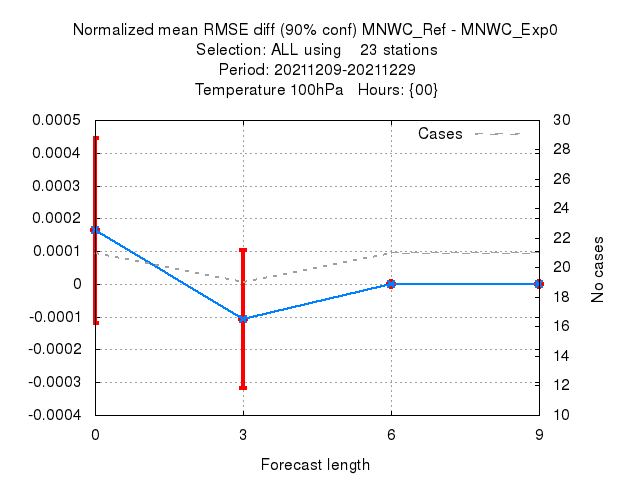 Normalized mean RMSE diff (90% conf) MNWC_Ref - MNWC_Exp0
Selection: ALL using    23 stations
Period: 20211209-20211229
Temperature 100hPa   Hours: {00}
Cases
0.0005
0.0004
0.0003
0.0002
0.0001
0
-0.0001
-0.0002
-0.0003
-0.0004
30
28
26
24
22
20
18
16
14
12
10
No cases
0 3 6 9
Forecast length